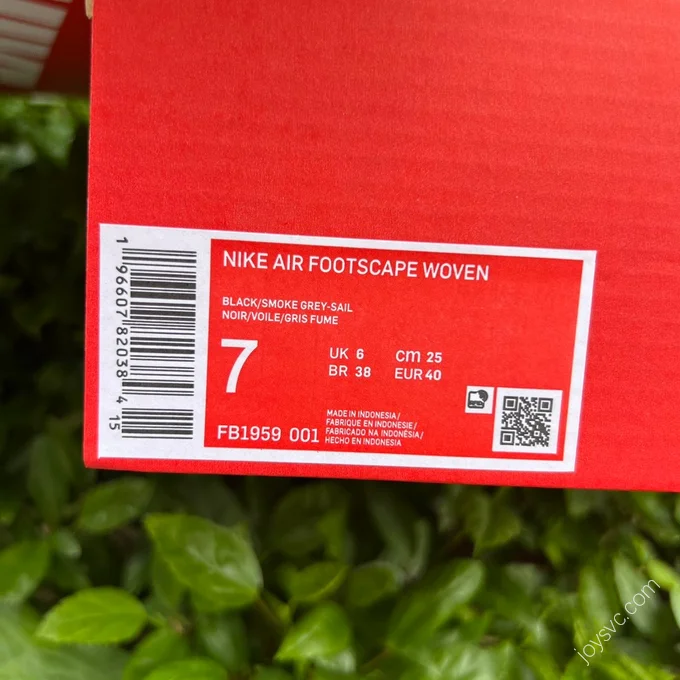 NIKE AIR FOOTSCAPE WOVEN
BLACK/SMOKE GREY-SAIL
NOIR/VOILE/GRIS FUME
7
UK 6 cm 25
BR 38 EUR 40
MADE IN INDONESIA/
FABRIQUE EN INDONESIE/
FABRICADO NA INDONÉSIA/
HECHO EN INDONESIA
FB1959 001
1 96607 82038 4 15
joysvc.com